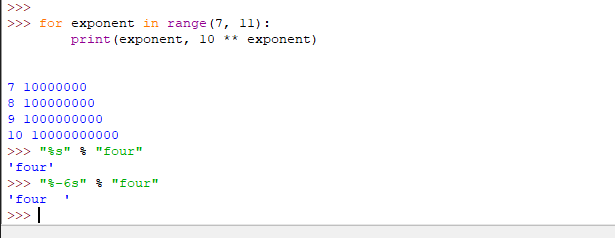 >>>
>>> for exponent in range(7, 11):
        print(exponent, 10 ** exponent)
7 10000000
8 100000000
9 1000000000
10 10000000000
>>> "%s" % "four"
'four'
>>> "%-6s" % "four"
'four  '
>>>